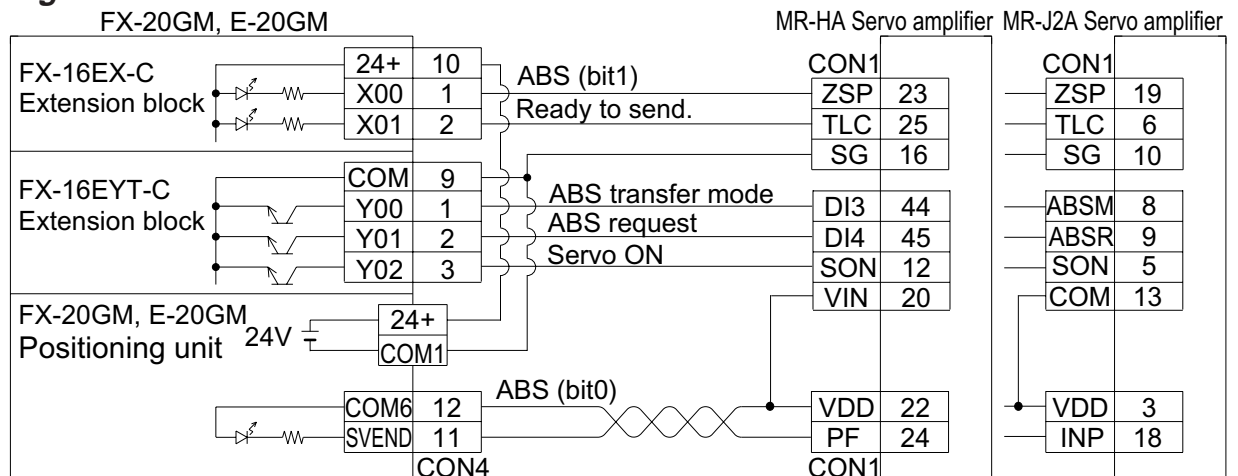 FX-20GM, E-20GM MR-HA Servo amplifier MR-J2A Servo amplifier
FX-16EX-C
Extension block
24+ 10
X00 1
X01 2
ABS (bit1)
Ready to send.
CON1
ZSP 23
TLC 25
SG 16
CON1
ZSP 19
TLC 6
SG 10
FX-16EYT-C
Extension block
COM 9
Y00 1
Y01 2
Y02 3
ABS transfer mode
ABS request
Servo ON
DI3 44
DI4 45
SON 12
VIN 20
ABSM 8
ABSR 9
SON 5
COM 13
FX-20GM, E-20GM
Positioning unit
24V
24+
COM1
ABS (bit0)
COM6 12
SVEND 11
CON4
VDD 22
PF 24
CON1
VDD 3
INP 18